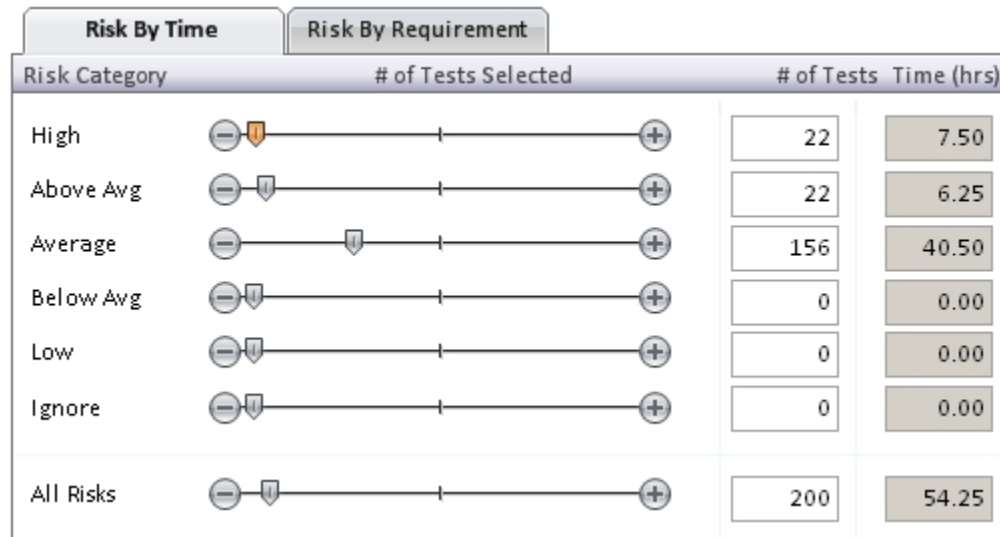 Risk By Time Risk By Requirement
Risk Category # of Tests Selected # of Tests Time (hrs)
High 22 7.50
Above Avg 22 6.25
Average 156 40.50
Below Avg 0 0.00
Low 0 0.00
Ignore 0 0.00
All Risks 200 54.25